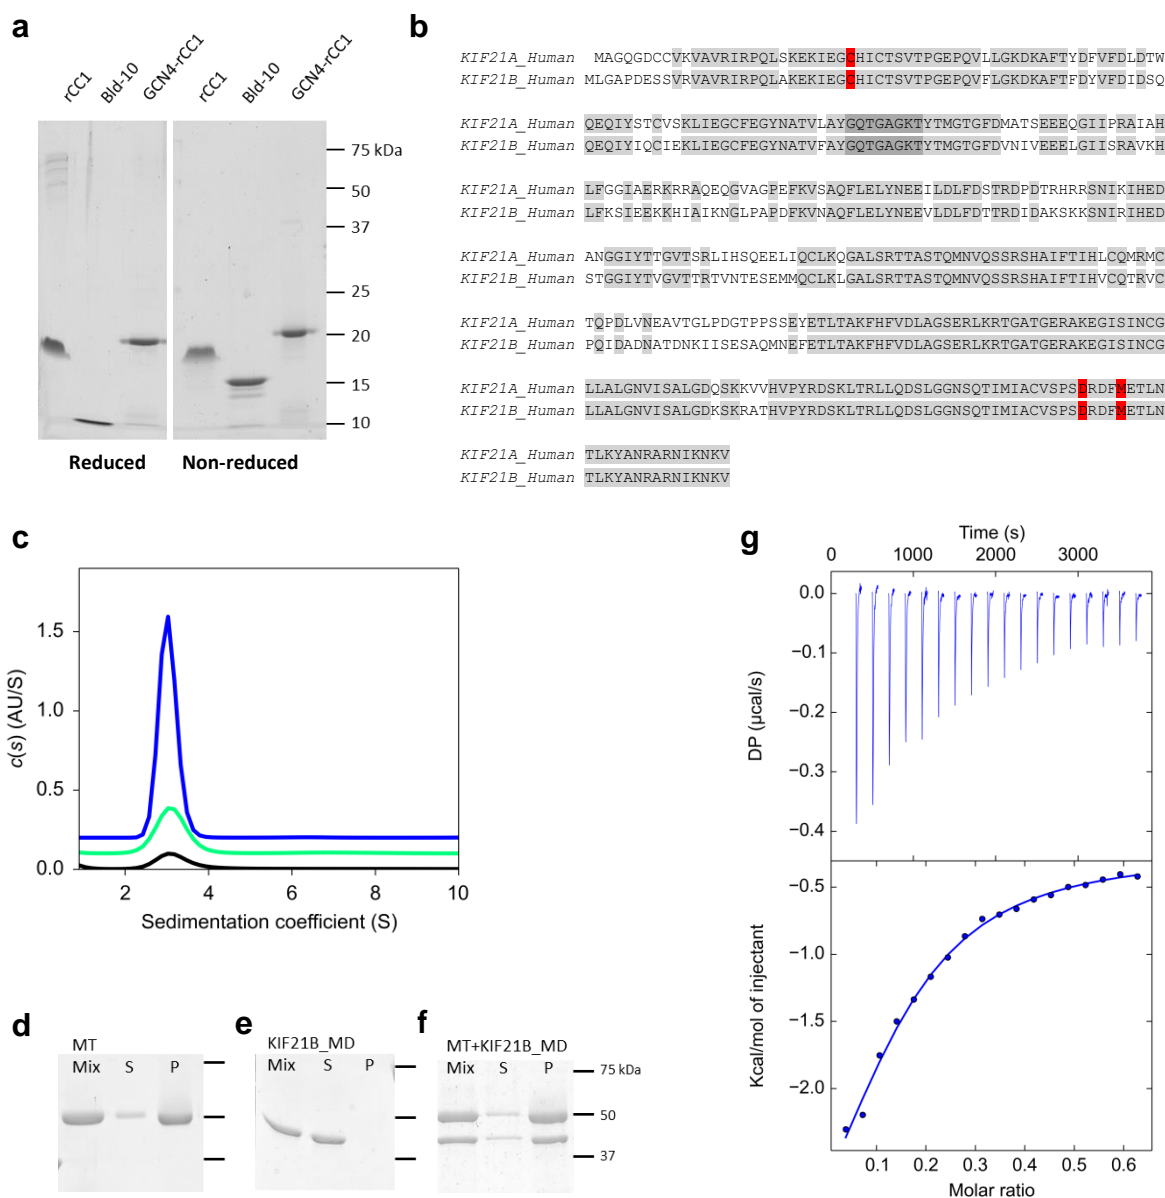 a
rCC1
Bld-10
GCN4-rCC1
rCC1
Bld-10
GCN4-rCC1
75 kDa
50
37
25
20
15
10
Reduced Non-reduced
b
KIF21A_Human MAGQGDCCVKVAVRIRPQLSKEKIEGCHICTSVTPGEPQVLLGKDKAFTYDFVFDLDTW
KIF21B_Human MLGAPDESSVRVAVRIRPQLAKEKIEGCHICTSVTPGEPQVFLGKDKAFTFDYVFDIDSQ
KIF21A_Human QEQIYSTCVSKLIEGCFEGYNATVLAYGQTGAGKTYTMGTGFDMATSEEEQGIIPRAIAH
KIF21B_Human QEQIYIQCIEKLIEGCFEGYNATVFAYGQTGAGKTYTMGTGFDVNIVEEELGIISRAVKH
KIF21A_Human LFGGIAERKRRAQEQGVAGPEFKVSAQFLELYNEEILDLFDSTRDPDTRHRRSNIKIHED
KIF21B_Human LFKSIEEKKHIAIKNGLPAPDFKVNAQFLELYNEEVLDLFDTTRDIDAKSKKSNIRIHED
KIF21A_Human ANGGIYTTGVTSRLIHSQEELIQCLKQGALSRTTASTQMNVQSSRSHAIFTIHLCQMRMC
KIF21B_Human STGGIYTVGVTTRTVNTESEMMQCLKLGALSRTTASTQMNVQSSRSHAIFTIHVCQTRVC
KIF21A_Human TQPDLVNEAVTGLPDGTPPSSEYETLTAKFHFVDLAGSERLKRTGATGERAKEGISINCG
KIF21B_Human PQIDADNATDNKIISESAQMNEFETLTAKFHFVDLAGSERLKRTGATGERAKEGISINCG
KIF21A_Human LLALGNVISALGDQSKKVVHVPYRDSKLTRLLQDSLGGNSQTIMIACVSPSDRDFMETLN
KIF21B_Human LLALGNVISALGDKSKRATHVPYRDSKLTRLLQDSLGGNSQTIMIACVSPSDRDFMETLN
KIF21A_Human TLKYANRARNIKNKV
KIF21B_Human TLKYANRARNIKNKV
c
c(s) (AU/S)
1.5
1.0
0.5
0.0
2 4 6 8 10
Sedimentation coefficient (S)
d
MT
Mix S P
e
KIF21B_MD
Mix S P
f
MT+KIF21B_MD
Mix S P
75 kDa
50
37
g
Time (s)
0 1000 2000 3000
DP (µcal/s)
0.0
−0.1
−0.2
−0.3
−0.4
Kcal/mol of injectant
−0.5
−1.0
−1.5
−2.0
0.1 0.2 0.3 0.4 0.5 0.6
Molar ratio